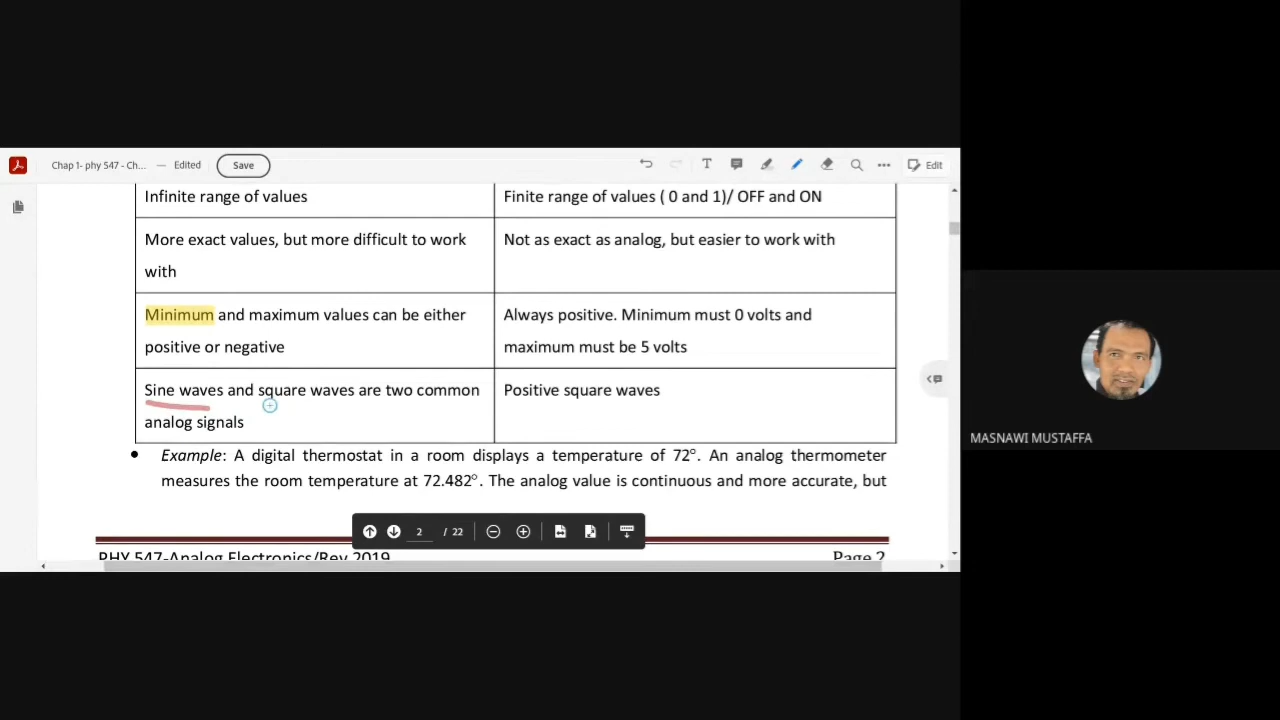 Chap 1- phy 547 - Ch... — Edited Save T Edit
Infinite range of values
Finite range of values ( 0 and 1)/ OFF and ON
More exact values, but more difficult to work
with
Not as exact as analog, but easier to work with
Minimum and maximum values can be either
positive or negative
Always positive. Minimum must 0 volts and
maximum must be 5 volts
Sine waves and square waves are two common
analog signals
Positive square waves
• Example: A digital thermostat in a room displays a temperature of 72°. An analog thermometer
measures the room temperature at 72.482°. The analog value is continuous and more accurate, but
2 / 22
PHY 547-Analog Electronics/Rev 2019
Page 2
MASNAWI MUSTAFFA